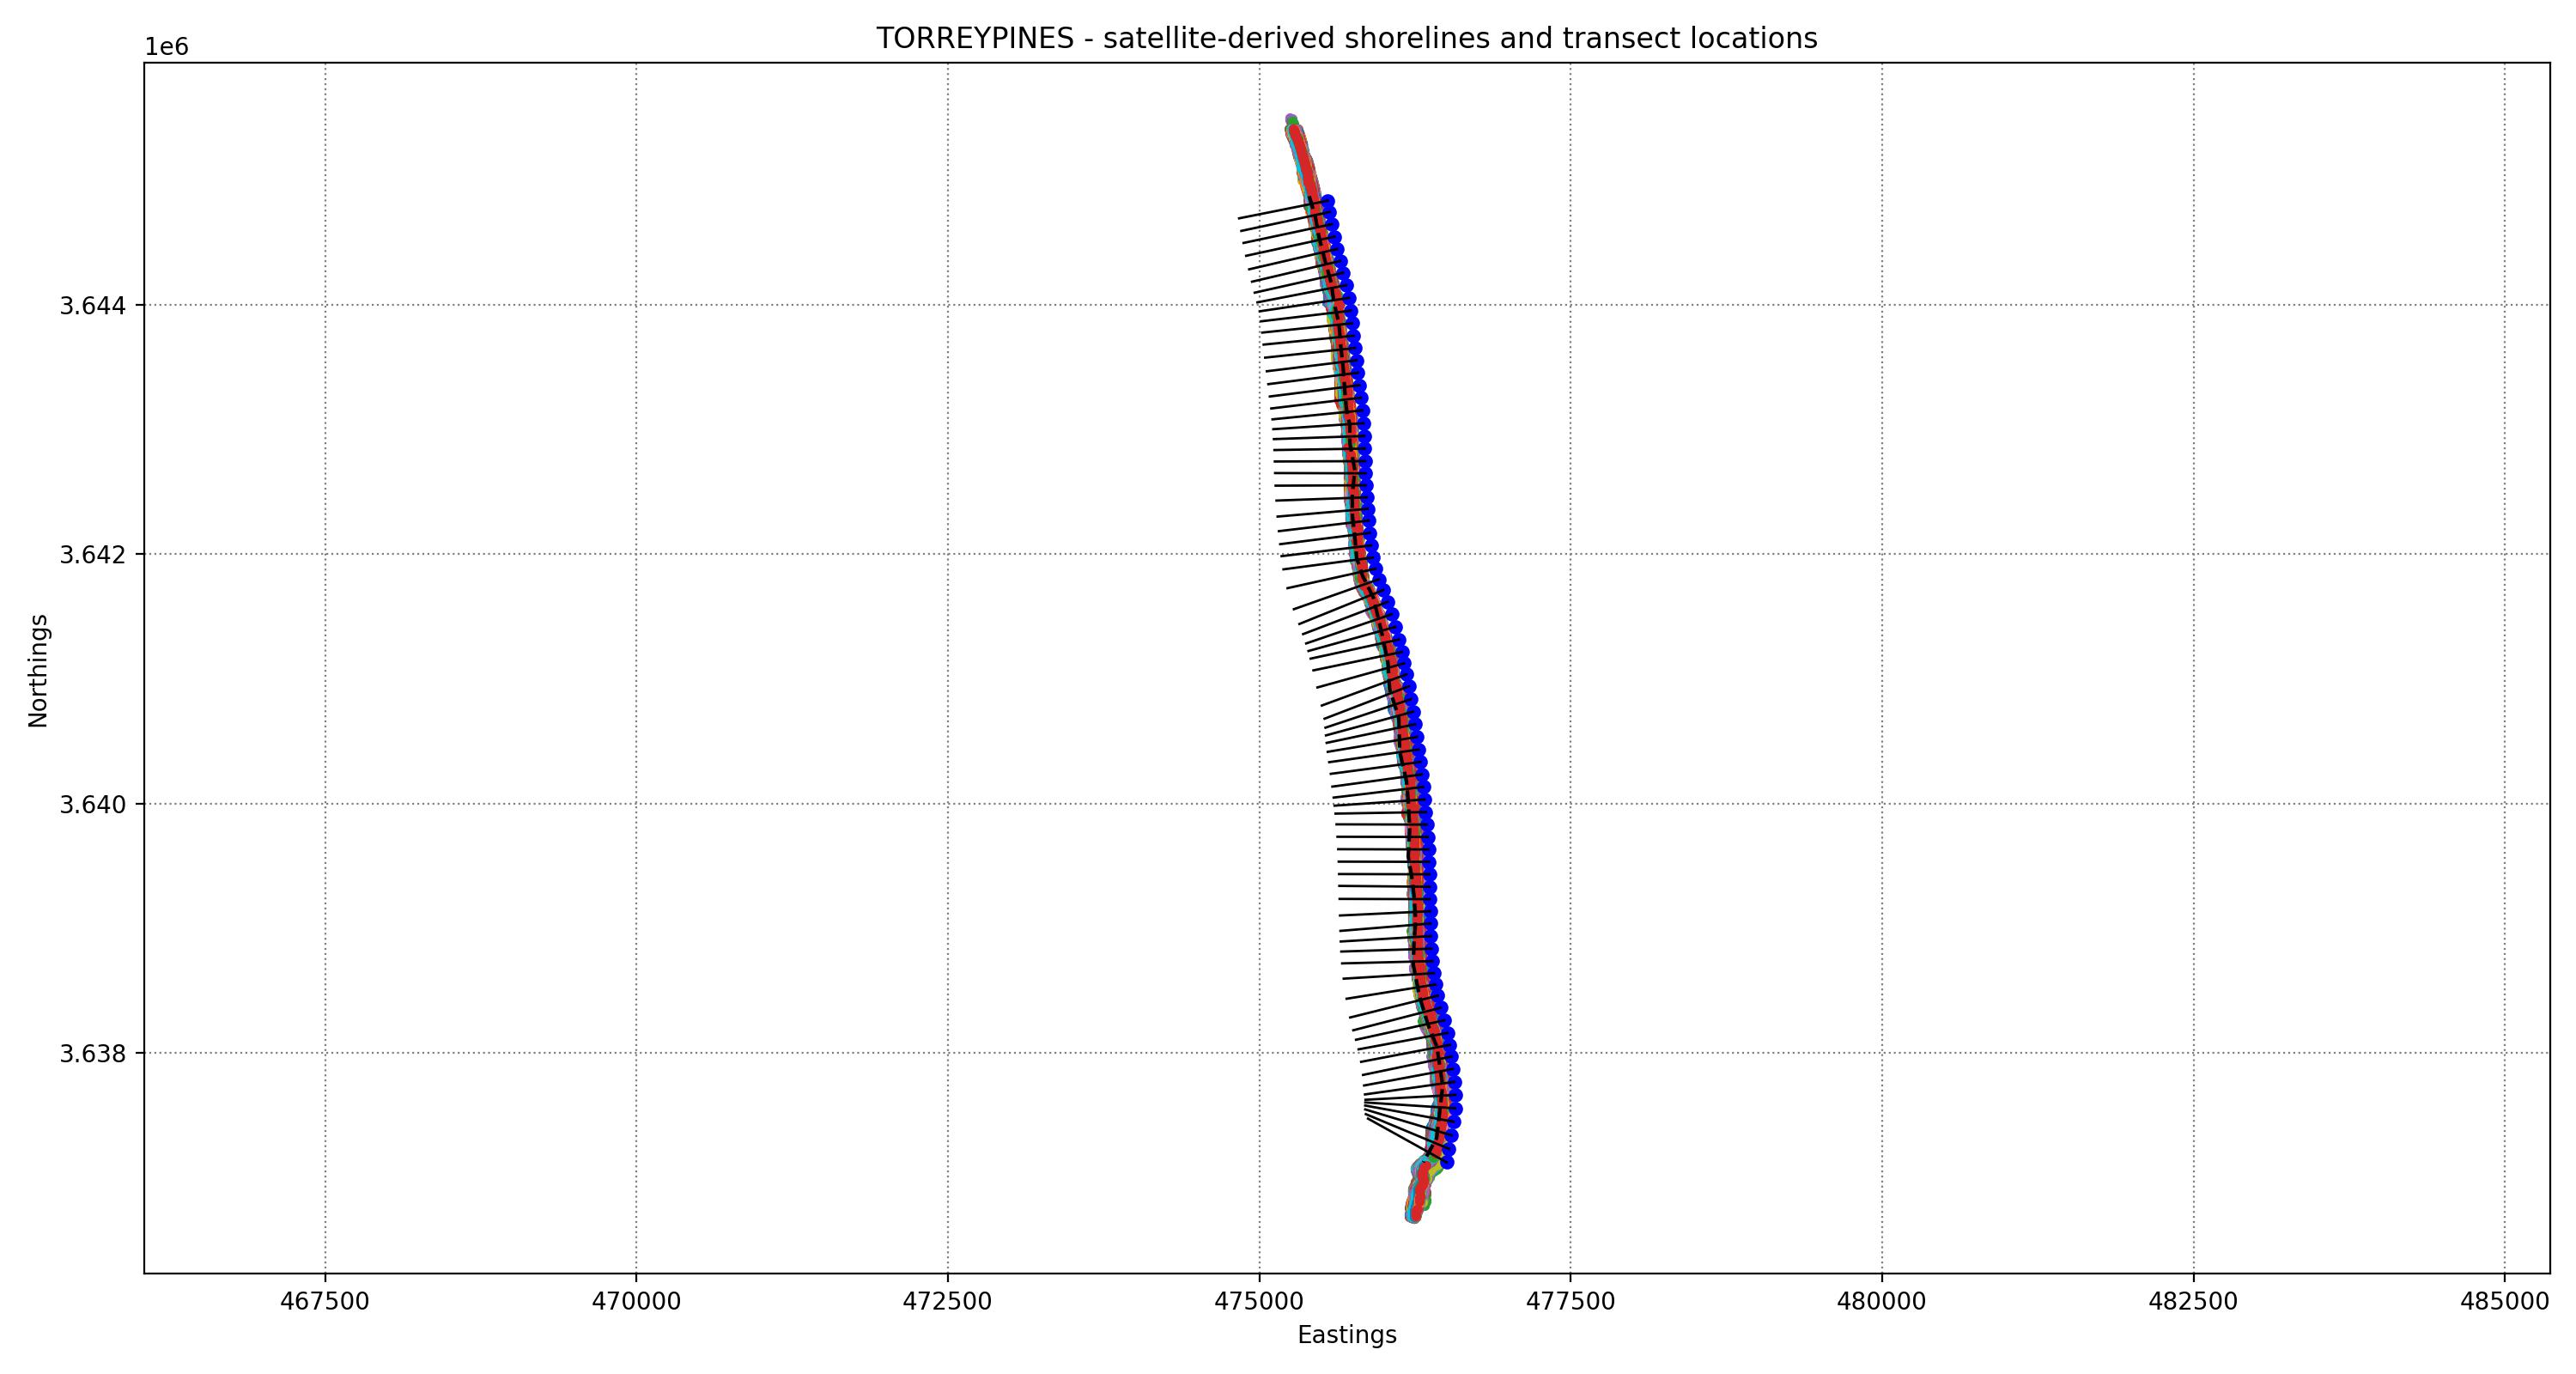 TORREYPINES - satellite-derived shorelines and transect locations
1e6
3.644
3.642
3.640
3.638
Northings
467500 470000 472500 475000 477500 480000 482500 485000
Eastings